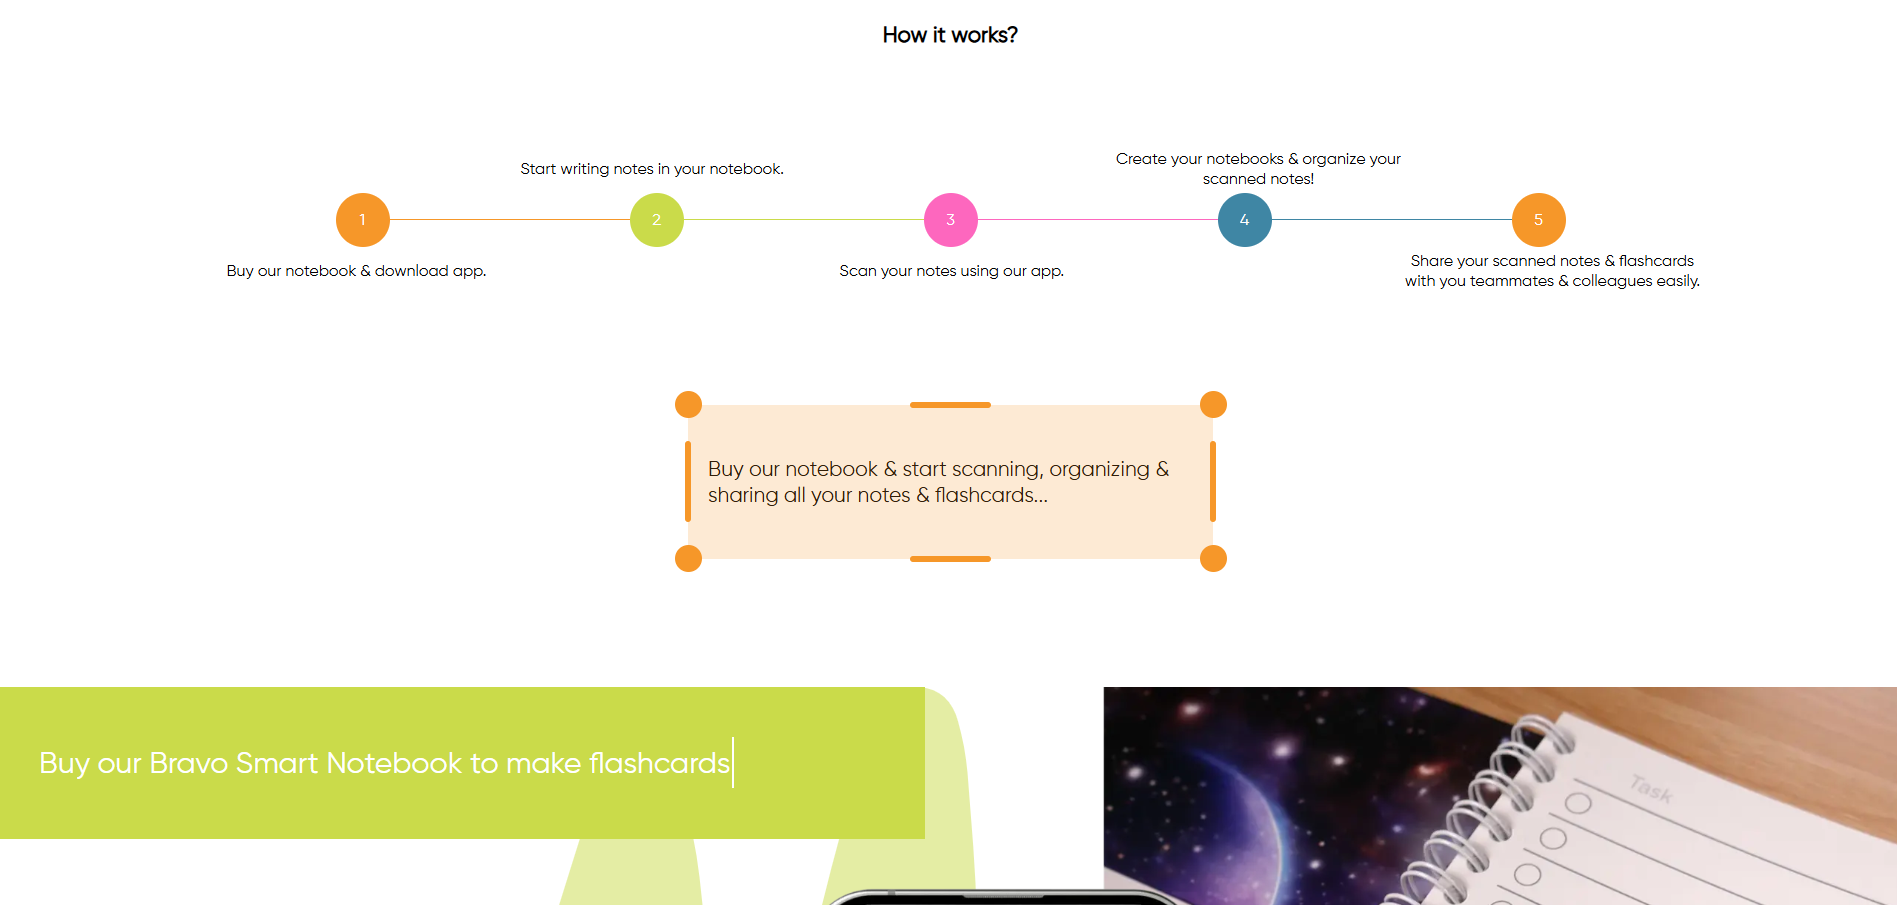 How it works?
Start writing notes in your notebook.
Create your notebooks & organize your
scanned notes!
1
2
3
4
5
Buy our notebook & download app.
Scan your notes using our app.
Share your scanned notes & flashcards
with you teammates & colleagues easily.
Buy our notebook & start scanning, organizing &
sharing all your notes & flashcards...
Buy our Bravo Smart Notebook to make flashcards
Task